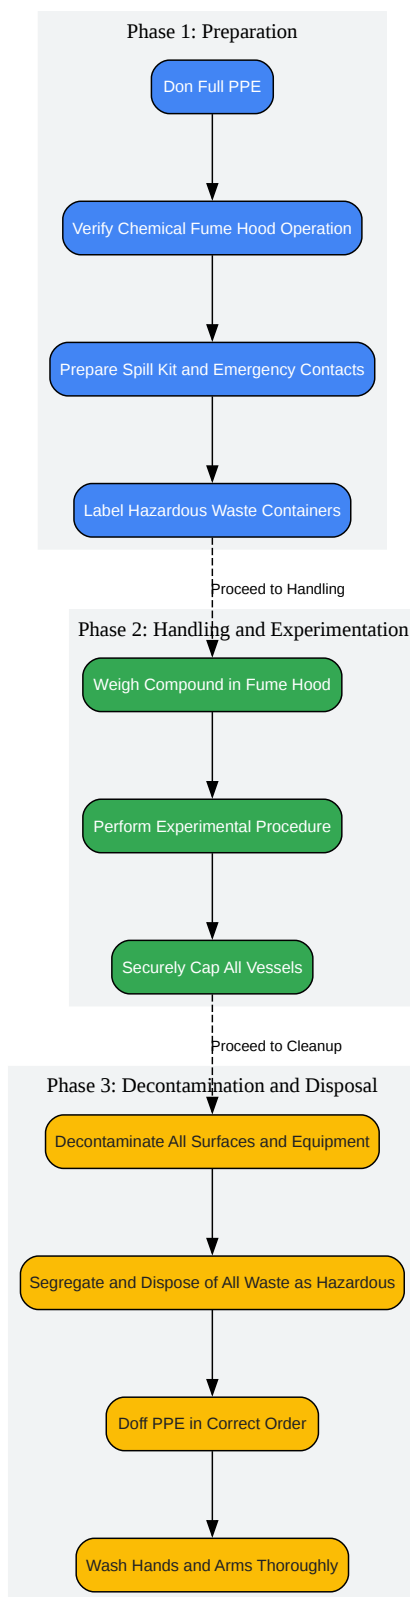 Phase 1: Preparation
Don Full PPE
Verify Chemical Fume Hood Operation
Prepare Spill Kit and Emergency Contacts
Label Hazardous Waste Containers
Proceed to Handling
Phase 2: Handling and Experimentation
Weigh Compound in Fume Hood
Perform Experimental Procedure
Securely Cap All Vessels
Proceed to Cleanup
Phase 3: Decontamination and Disposal
Decontaminate All Surfaces and Equipment
Segregate and Dispose of All Waste as Hazardous
Doff PPE in Correct Order
Wash Hands and Arms Thoroughly